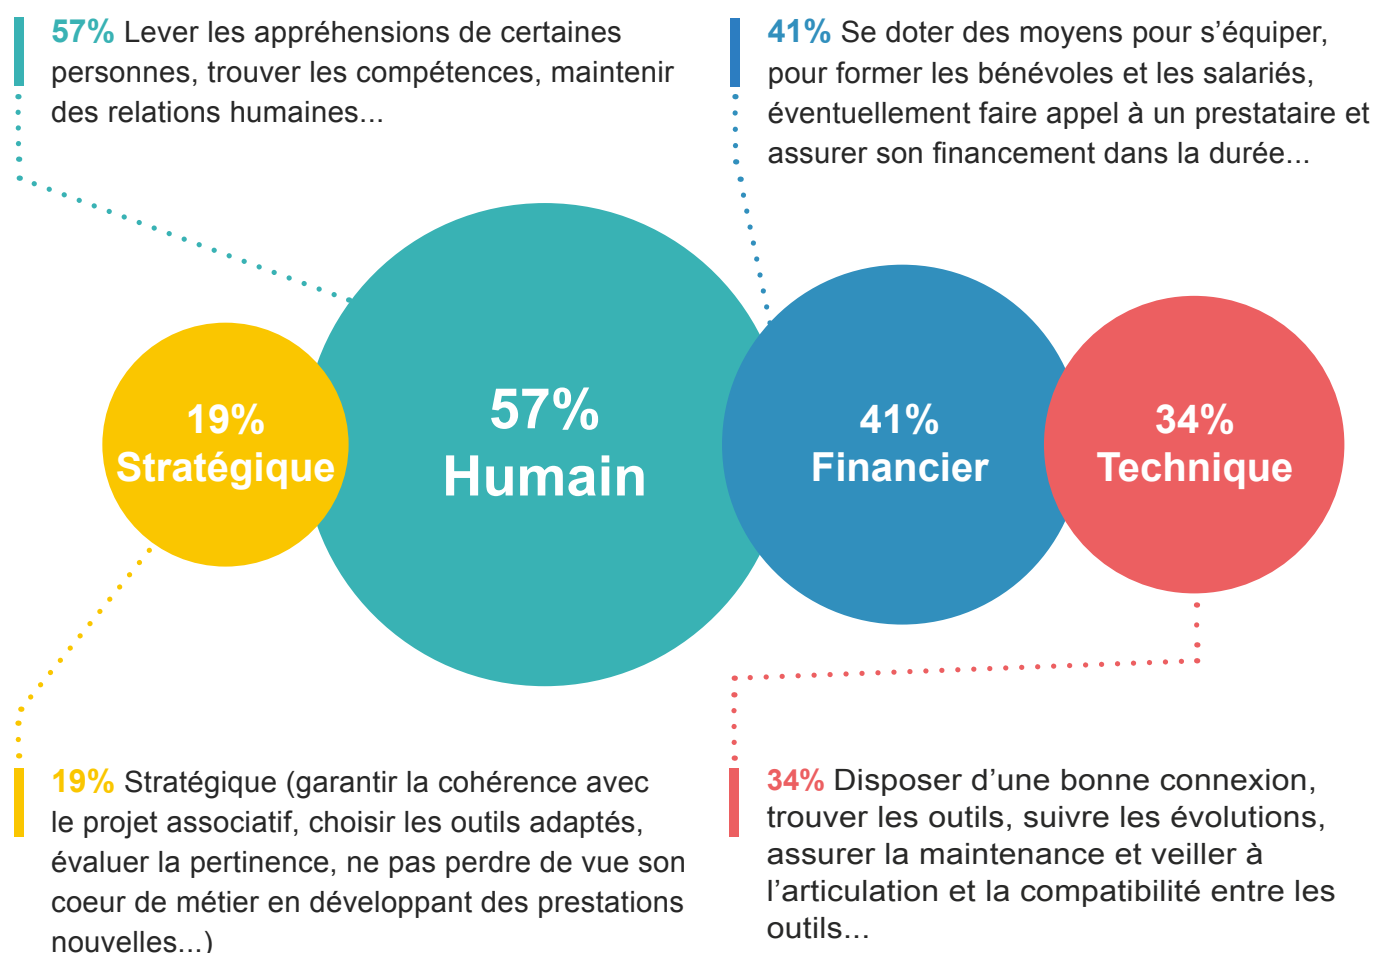 57% Lever les appréhensions de certaines
personnes, trouver les compétences, maintenir
des relations humaines...
41% Se doter des moyens pour s’équiper,
pour former les bénévoles et les salariés,
éventuellement faire appel à un prestataire et
assurer son financement dans la durée...
19%
Stratégique
57%
Humain
41%
Financier
34%
Technique
19% Stratégique (garantir la cohérence avec
le projet associatif, choisir les outils adaptés,
évaluer la pertinence, ne pas perdre de vue son
coeur de métier en développant des prestations
nouvelles...)
34% Disposer d’une bonne connexion,
trouver les outils, suivre les évolutions,
assurer la maintenance et veiller à
l’articulation et la compatibilité entre les
outils...